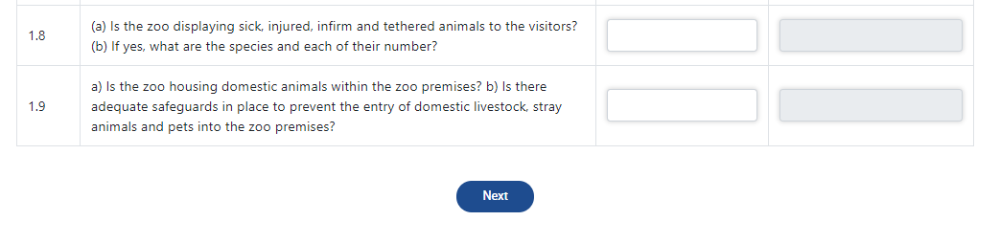 1.8
(a) Is the zoo displaying sick, injured, infirm and tethered animals to the visitors?
(b) If yes, what are the species and each of their number?
1.9
a) Is the zoo housing domestic animals within the zoo premises? b) Is there
adequate safeguards in place to prevent the entry of domestic livestock, stray
animals and pets into the zoo premises?
Next